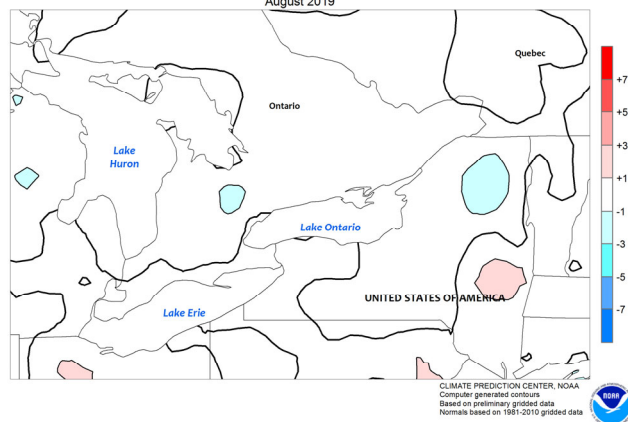 August 2019
Quebec
Ontario
Lake
Huron
Lake Ontario
Lake Erie
UNITED STATES OF AMERICA
+7
+5
+3
+1
-1
-3
-5
-7
CLIMATE PREDICTION CENTER, NOAA
Computer generated contours
Based on preliminary gridded data
Normals based on 1981-2010 gridded data
NOAA